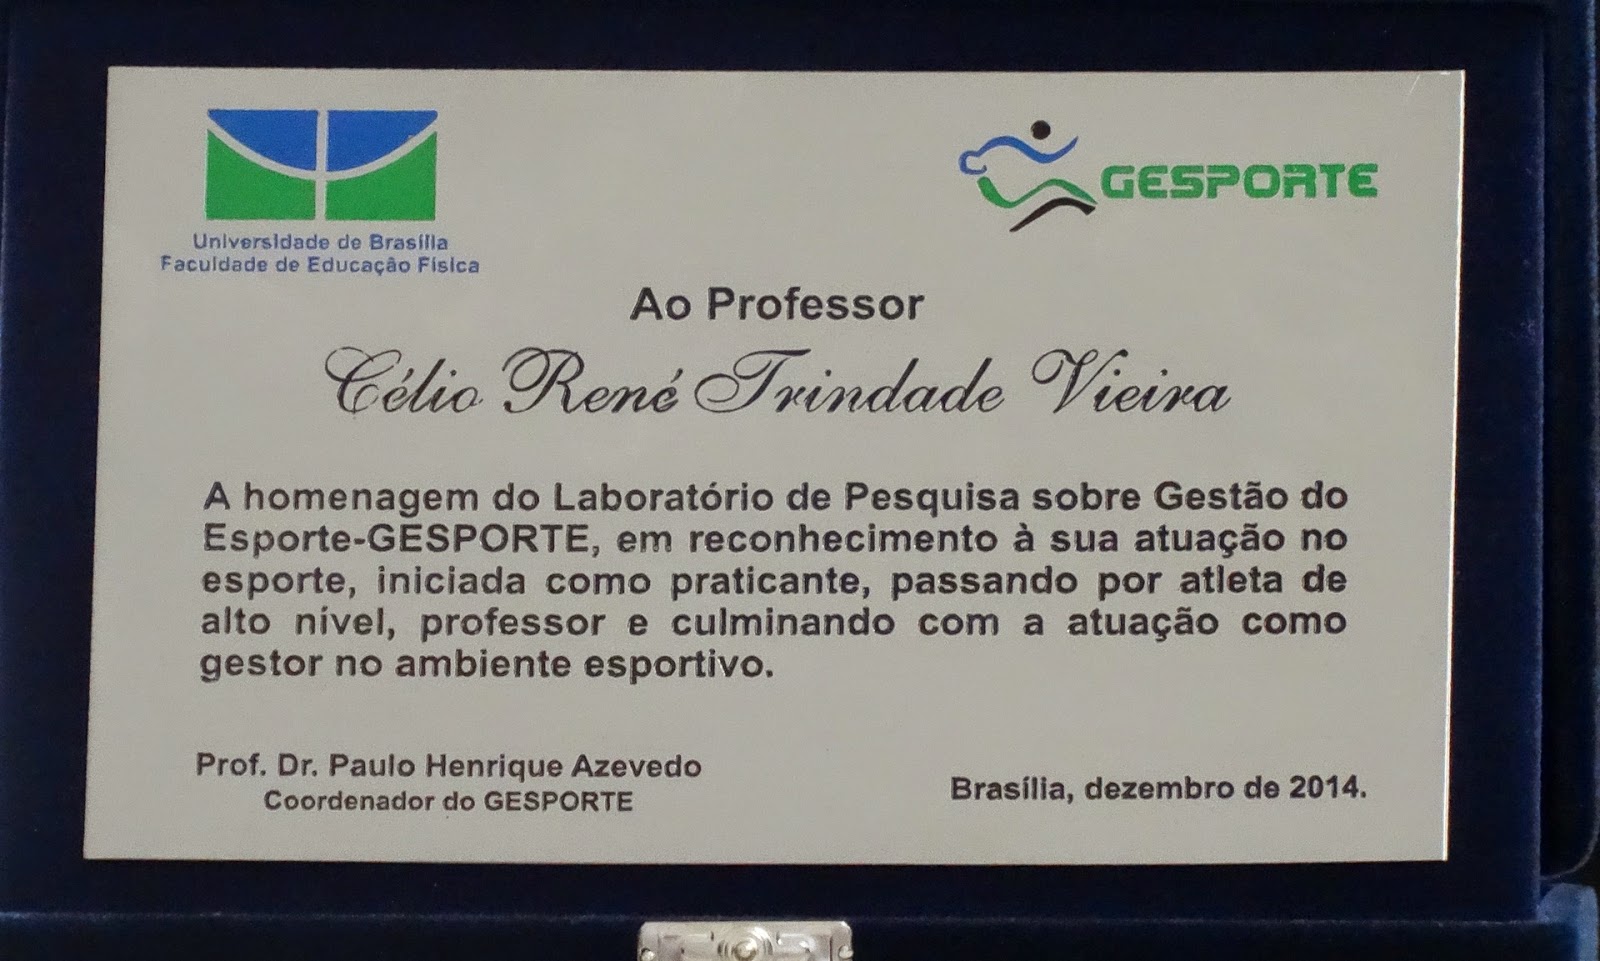 Universidade de Brasília
Faculdade de Educação Física
GESPORTE
Ao Professor
Célio René Trindade Vieira
A homenagem do Laboratório de Pesquisa sobre Gestão do
Esporte-GESPORTE, em reconhecimento à sua atuação no
esporte, iniciada como praticante, passando por atleta de
alto nível, professor e culminando com a atuação como
gestor no ambiente esportivo.
Prof. Dr. Paulo Henrique Azevedo
Coordenador do GESPORTE
Brasília, dezembro de 2014.